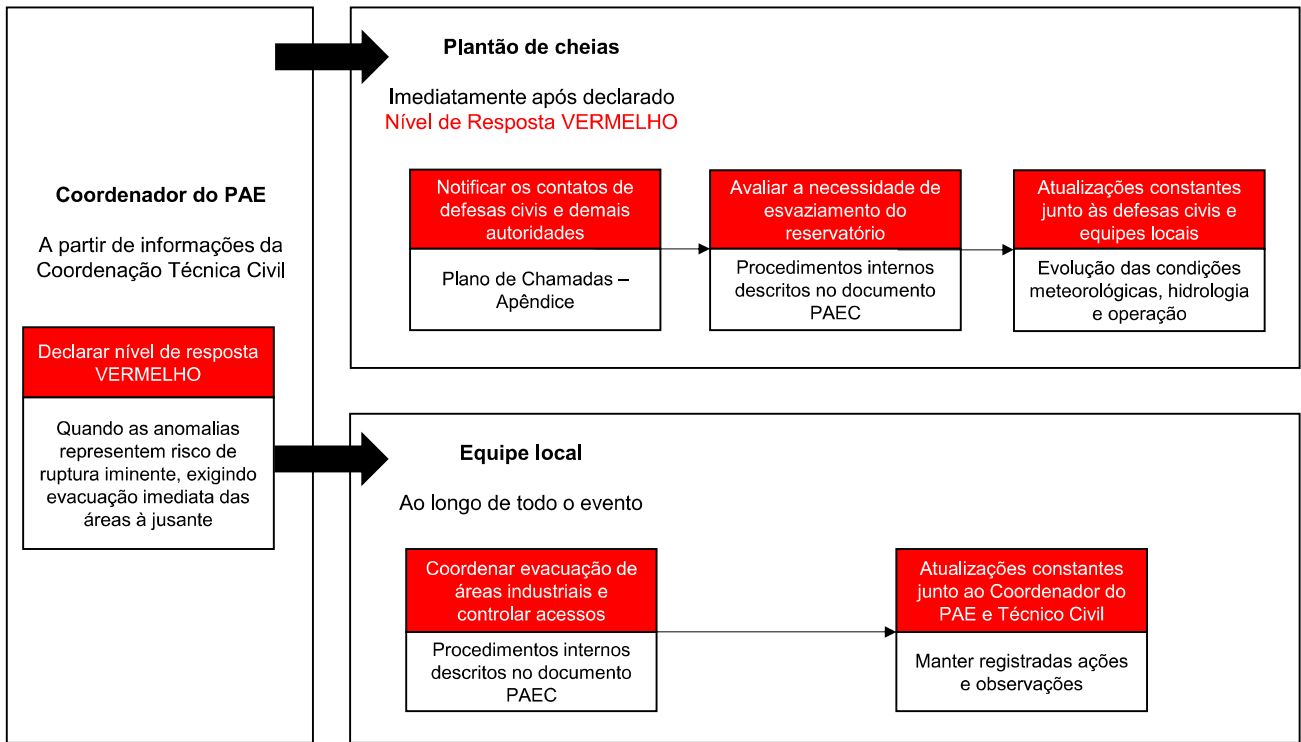 Coordenador do PAE
A partir de informações da
Coordenação Técnica Civil
Declarar nível de resposta
VERMELHO
Quando as anomalias
representem risco de
ruptura iminente, exigindo
evacuação imediata das
áreas à jusante
Plantão de cheias
Imediatamente após declarado
Nível de Resposta VERMELHO
Notificar os contatos de
defesas civis e demais
autoridades
Plano de Chamadas –
Apêndice
Avaliar a necessidade de
esvaziamento do
reservatório
Procedimentos internos
descritos no documento
PAEC
Atualizações constantes
junto às defesas civis e
equipes locais
Evolução das condições
meteorológicas, hidrologia
e operação
Equipe local
Ao longo de todo o evento
Coordenar evacuação de
áreas industriais e
controlar acessos
Procedimentos internos
descritos no documento
PAEC
Atualizações constantes
junto ao Coordenador do
PAE e Técnico Civil
Manter registradas ações
e observações